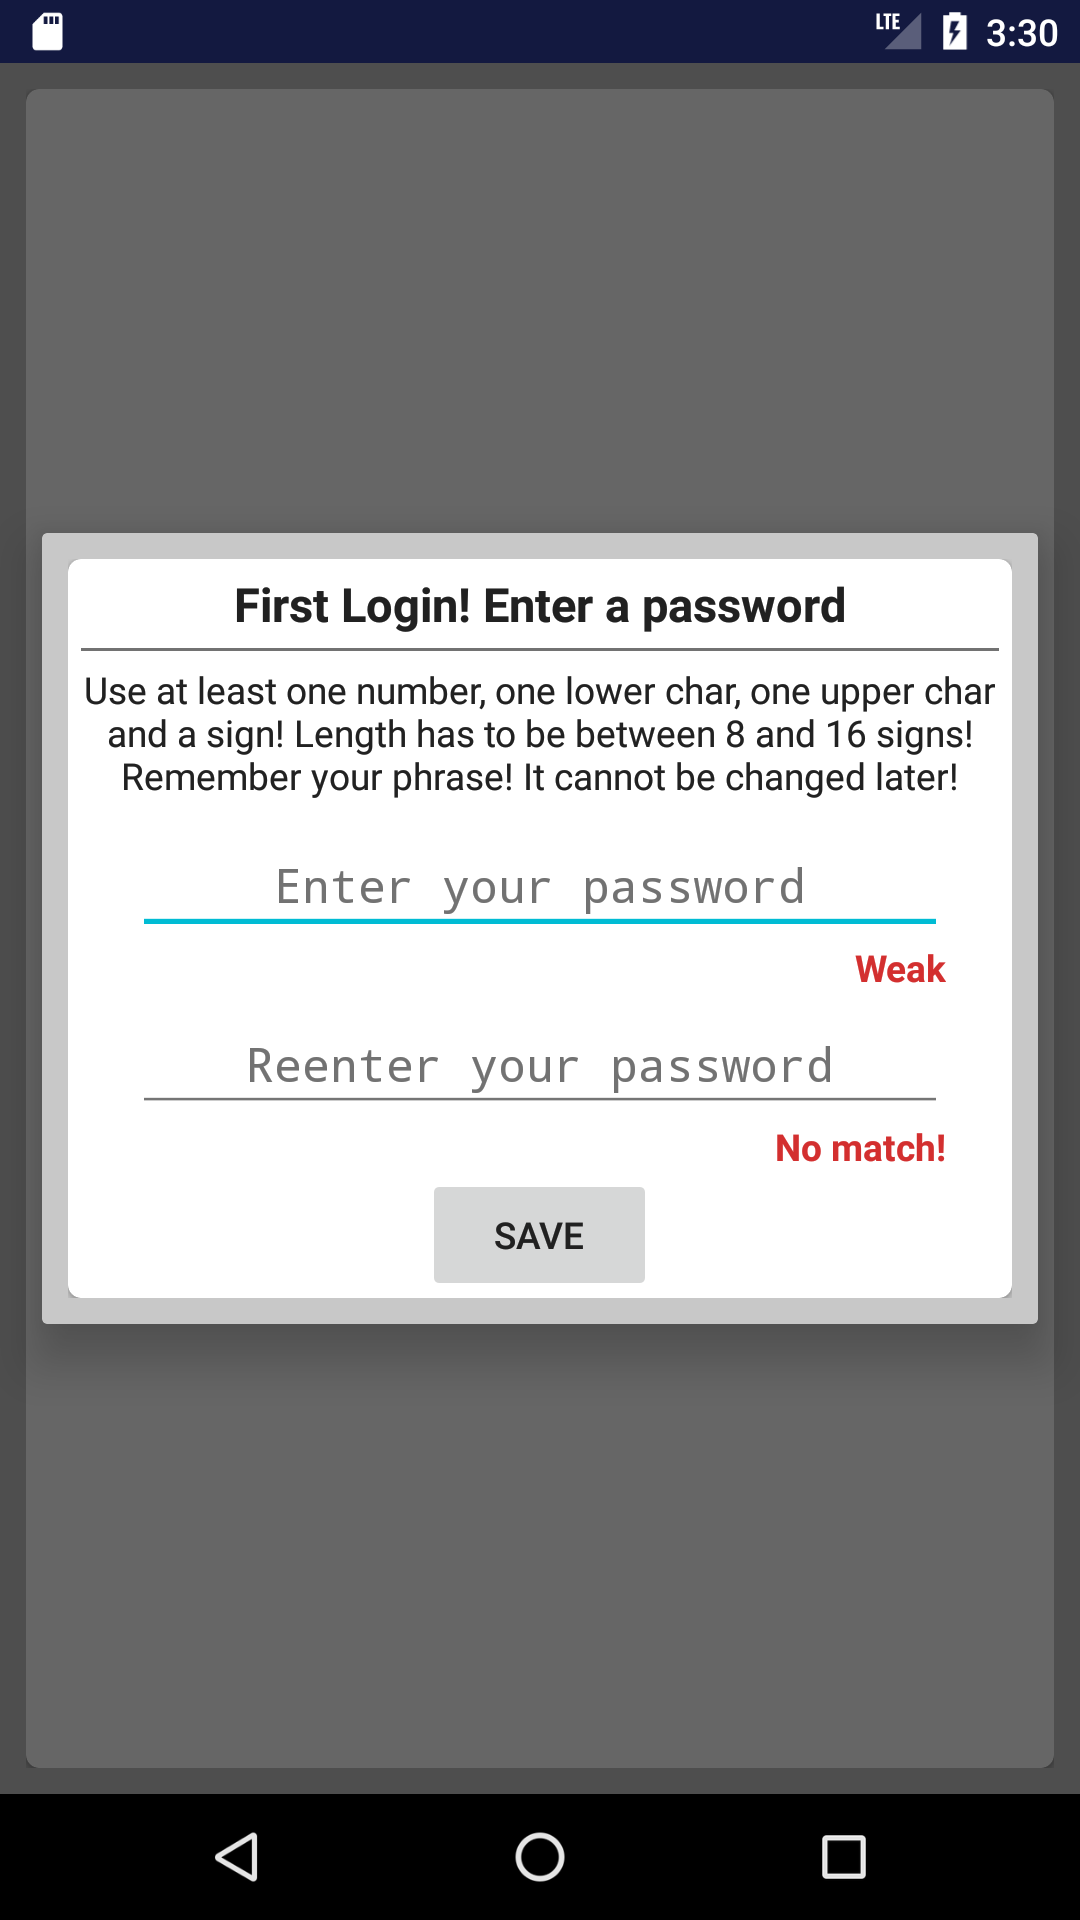 LTE 3:30
First Login! Enter a password
Use at least one number, one lower char, one upper char
and a sign! Length has to be between 8 and 16 signs!
Remember your phrase! It cannot be changed later!
Enter your password
Weak
Reenter your password
No match!
SAVE